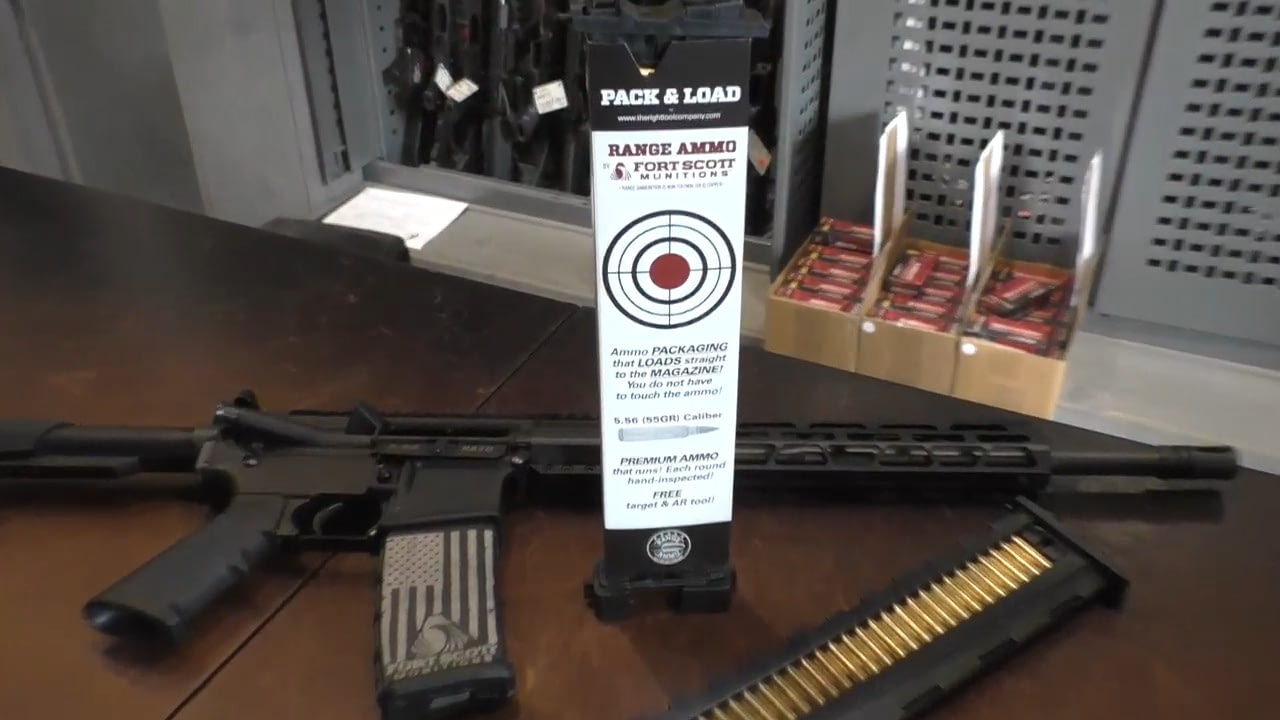 PACK & LOAD
www.therighttoolcompany.com
RANGE AMMO
BY FORT SCOTT
MUNITIONS
Ammo PACKAGING
that LOADS straight
to the MAGAZINE!
You do not have
to touch the ammo!
5.56 (55GR) Caliber
PREMIUM AMMO
that runs! Each round
hand-inspected!
FREE
target & AR tool!
FORT SCOTT
MUNITIONS